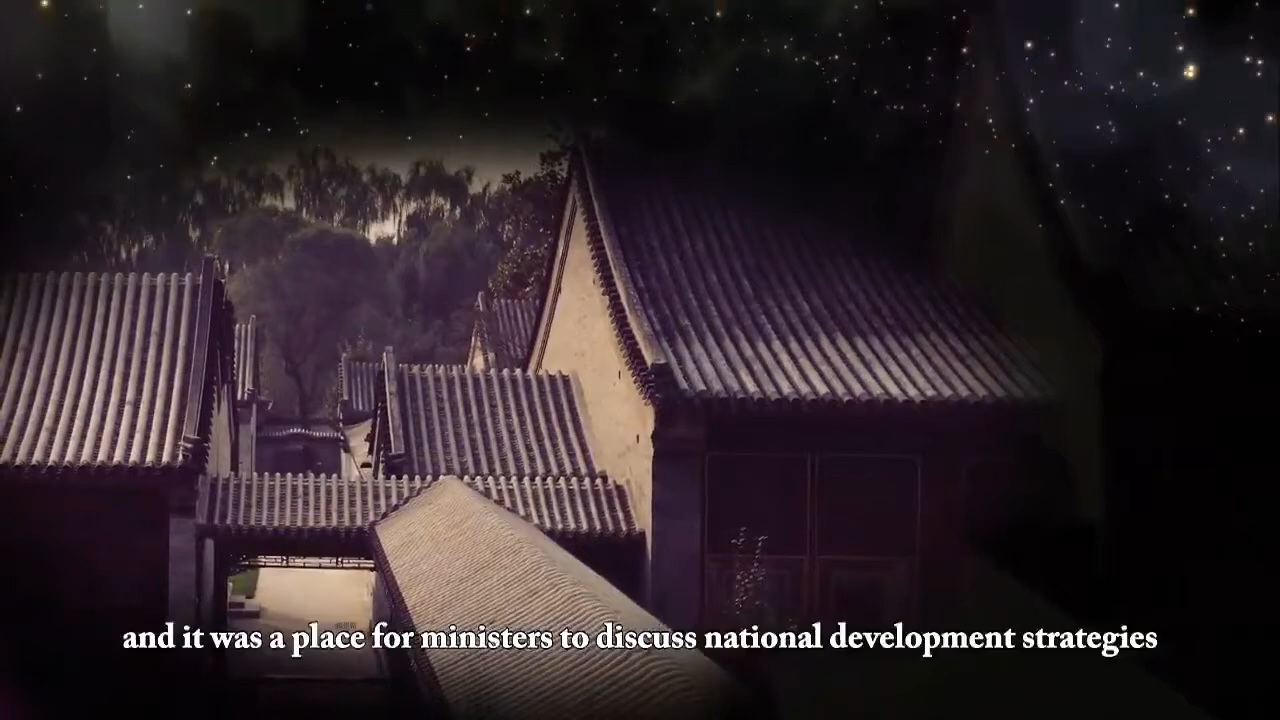 and it was a place for ministers to discuss national development strategies